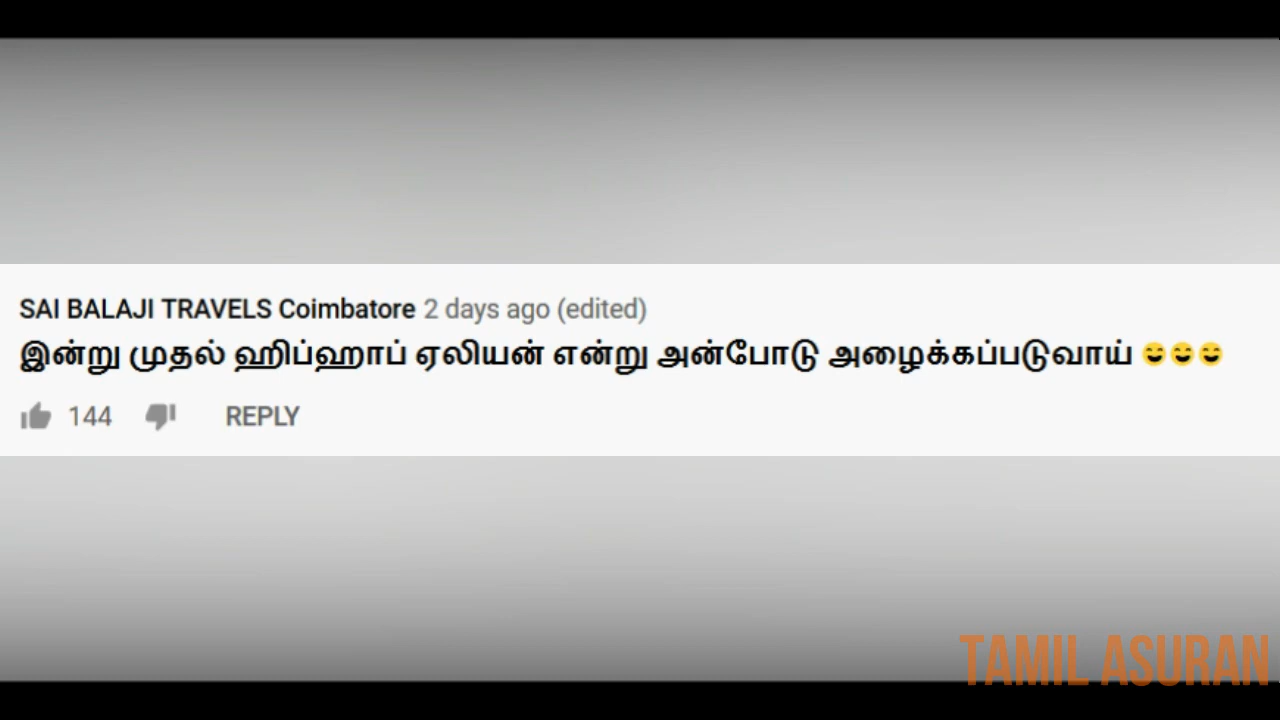 SAI BALAJI TRAVELS Coimbatore 2 days ago (edited)
இன்று முதல் ஹிப்ஹாப் ஏலியன் என்று அன்போடு அழைக்கப்படுவாய் 😄😄😄
144 REPLY
TAMIL ASURAN